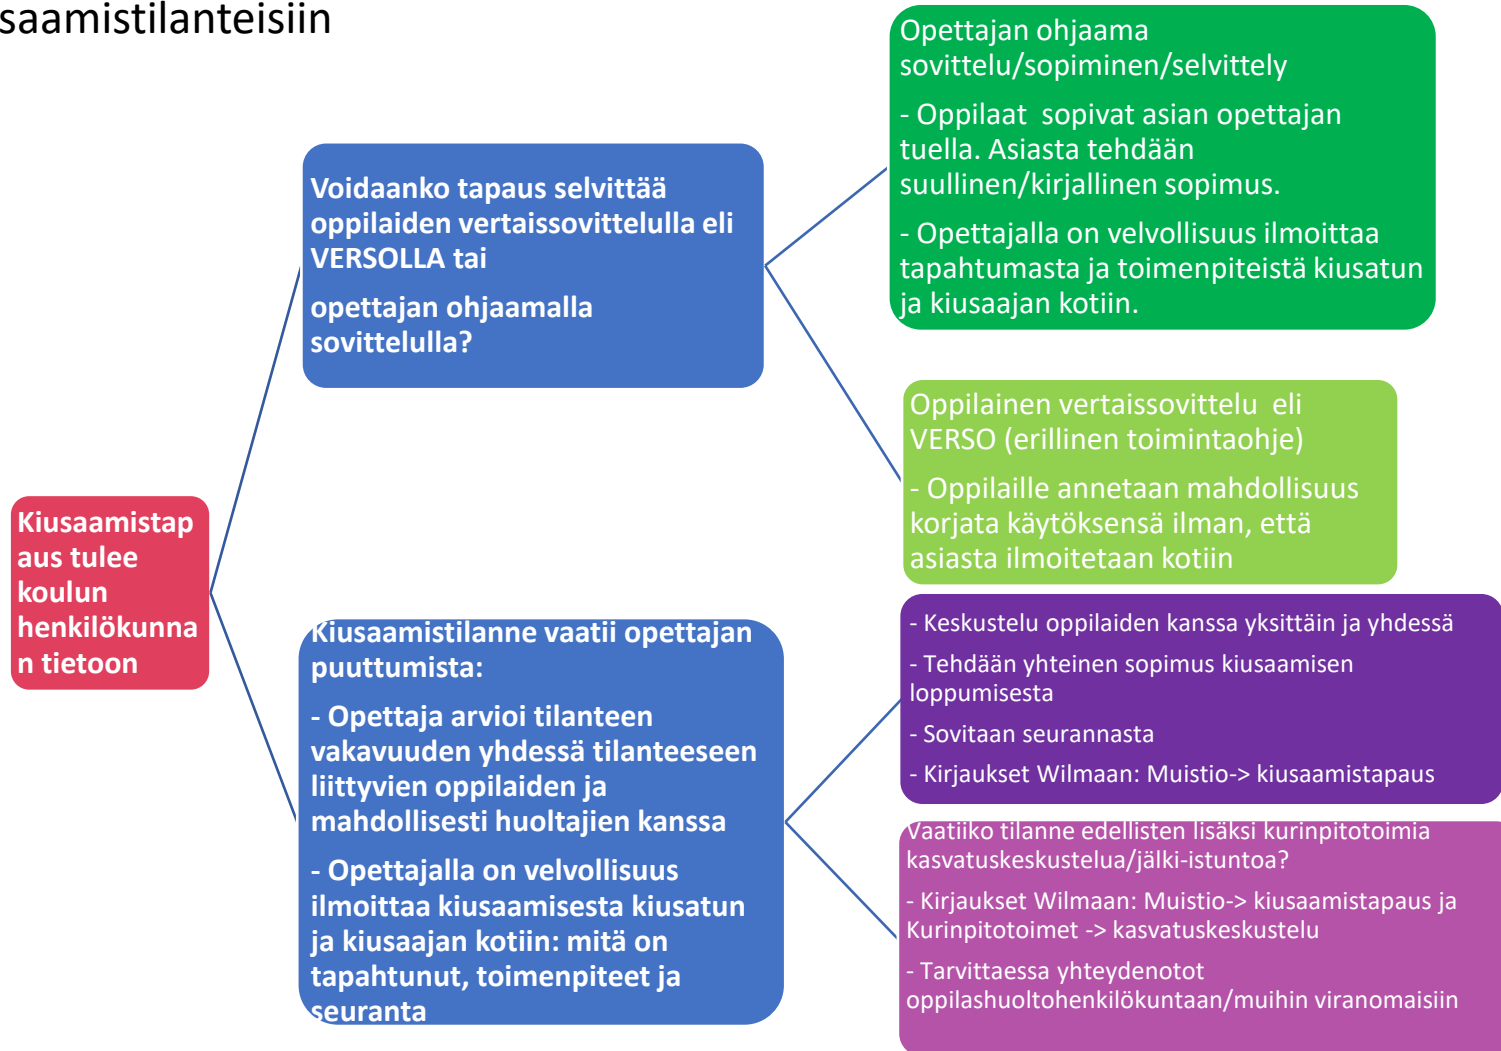 saamistilanteisiin
Kiusaamistap
aus tulee
koulun
henkilökunna
n tietoon
Voidaanko tapaus selvittää
oppilaiden vertaissovittelulla eli
VERSOLLA tai
opettajan ohjaamalla
sovittelulla?
Opettajan ohjaama
sovittelu/sopiminen/selvittely
- Oppilaat sopivat asian opettajan
tuella. Asiasta tehdään
suullinen/kirjallinen sopimus.
- Opettajalla on velvollisuus ilmoittaa
tapahtumasta ja toimenpiteistä kiusatun
ja kiusaajan kotiin.
Oppilainen vertaissovittelu eli
VERSO (erillinen toimintaohje)
- Oppilaille annetaan mahdollisuus
korjata käytöksensä ilman, että
asiasta ilmoitetaan kotiin
Kiusaamistilanne vaatii opettajan
puuttumista:
- Opettaja arvioi tilanteen
vakavuuden yhdessä tilanteeseen
liittyvien oppilaiden ja
mahdollisesti huoltajien kanssa
- Opettajalla on velvollisuus
ilmoittaa kiusaamisesta kiusatun
ja kiusaajan kotiin: mitä on
tapahtunut, toimenpiteet ja
seuranta
- Keskustelu oppilaiden kanssa yksittäin ja yhdessä
- Tehdään yhteinen sopimus kiusaamisen
loppumisesta
- Sovitaan seurannasta
- Kirjaukset Wilmaan: Muistio-> kiusaamistapaus
Vaatiiko tilanne edellisten lisäksi kurinpitotoimia
kasvatuskeskustelua/jälki-istuntoa?
- Kirjaukset Wilmaan: Muistio-> kiusaamistapaus ja
Kurinpitotoimet -> kasvatuskeskustelu
- Tarvittaessa yhteydenotot
oppilashuoltohenkilökuntaan/muihin viranomaisiin